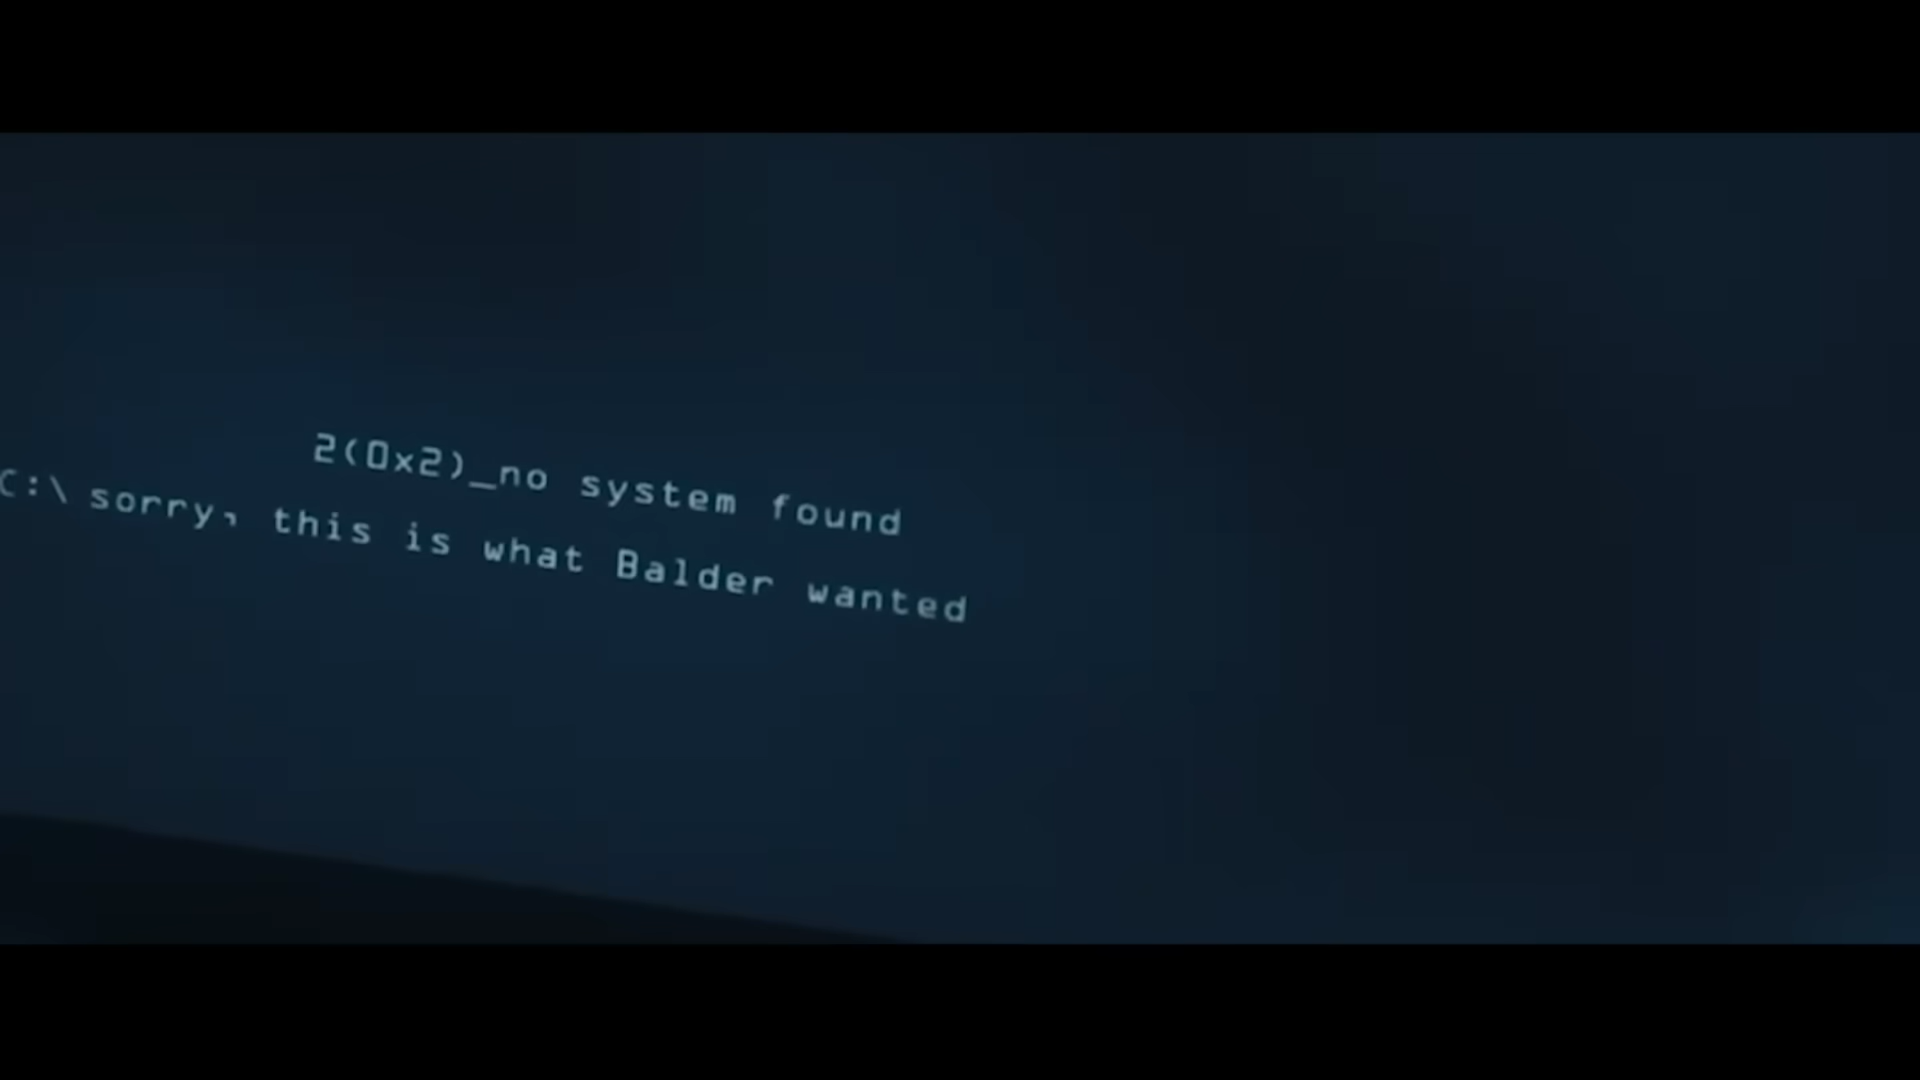 2(0x2)_no system found
C:\ sorry, this is what Balder wanted